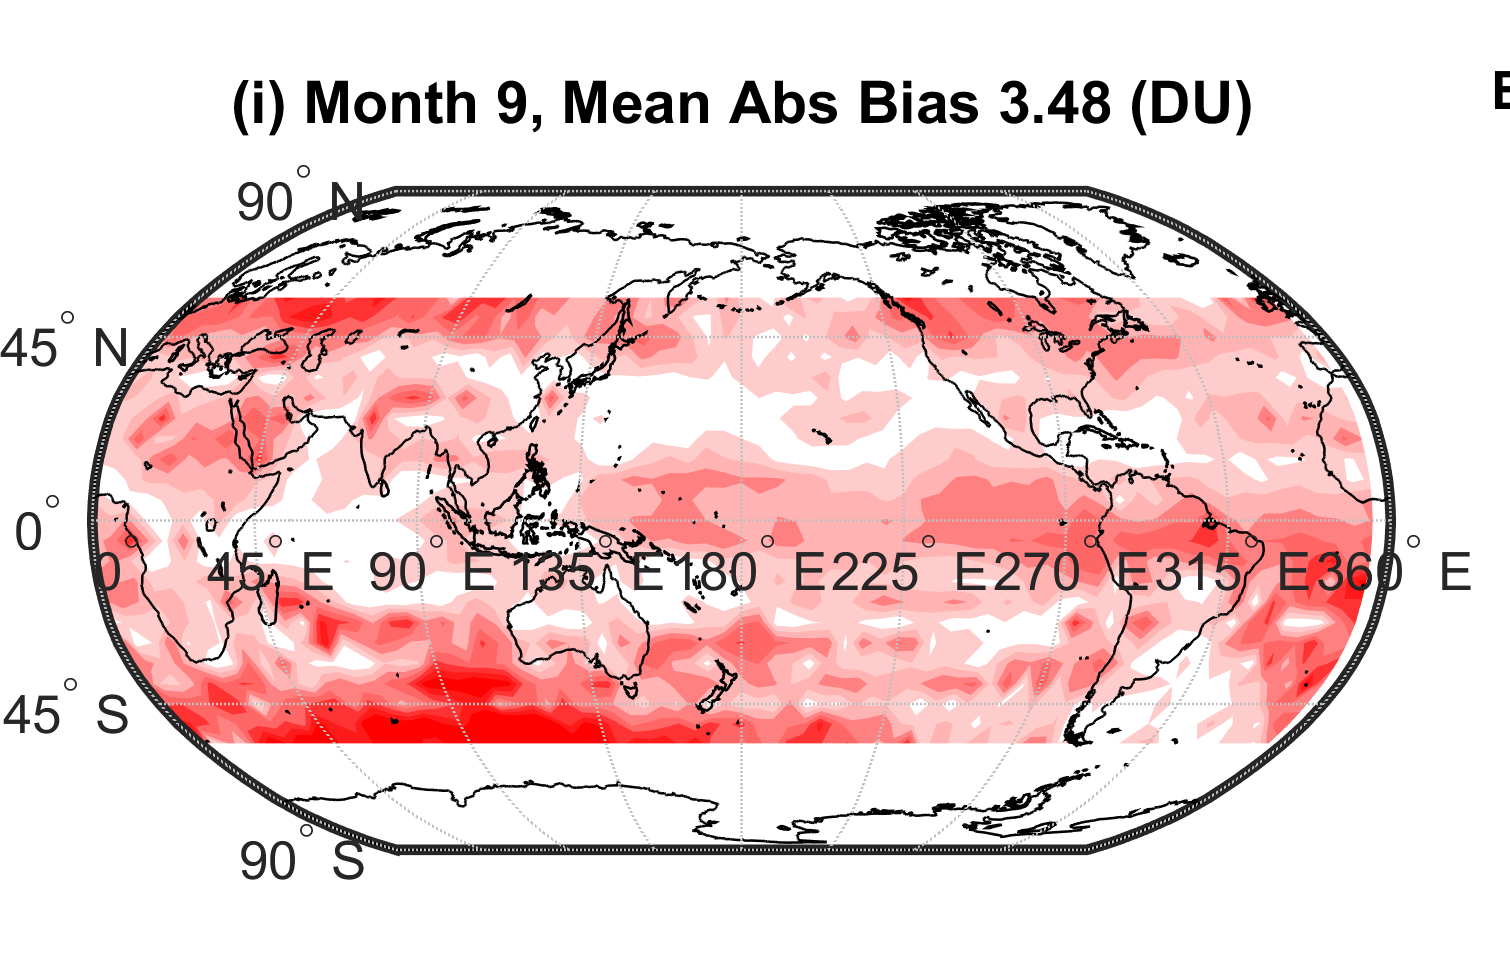 (i) Month 9, Mean Abs Bias 3.48 (DU)
E
90° N
45° N
0°
0° 45° E 90° E 135° E 180° E 225° E 270° E 315° E 360° E
45° S
90° S